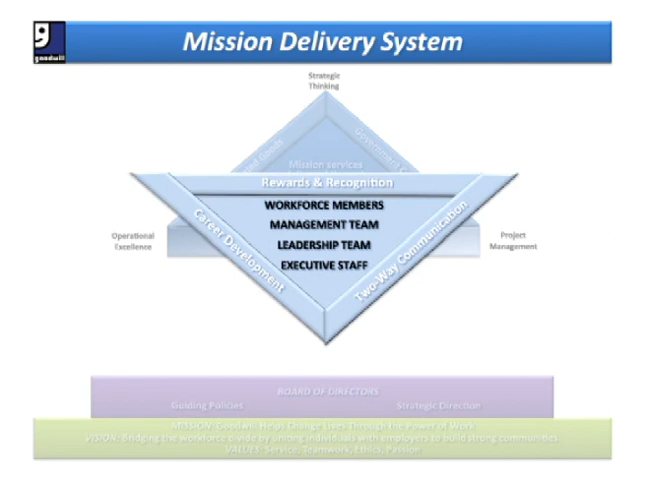 goodwill
Mission Delivery System
Strategic
Thinking
Donated Goods
Government C
Mission services
Rewards & Recognition
WORKFORCE MEMBERS
MANAGEMENT TEAM
LEADERSHIP TEAM
EXECUTIVE STAFF
Career Development
Two-Way Communication
Operational
Excellence
Project
Management
BOARD OF DIRECTORS
Guiding Policies Strategic Direction
MISSION: Goodwill Helps Change Lives Through the Power of Work.
VISION: Bridging the workforce divide by uniting individuals with employers to build strong communities.
VALUES: Service, Teamwork, Ethics, Passion